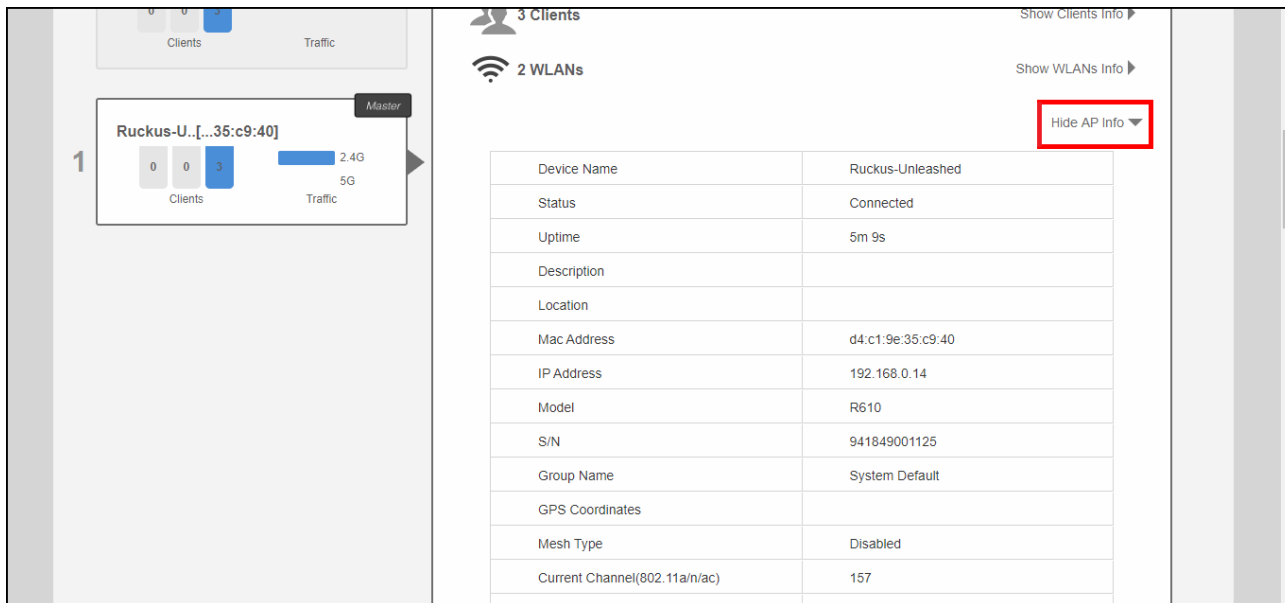 0 0 3
Clients Traffic
3 Clients Show Clients Info
2 WLANs Show WLANs Info
Master
Ruckus-U..[...35:c9:40]
1
0 0 3
2.4G
5G
Clients Traffic
Hide AP Info
Device Name Ruckus-Unleashed
Status Connected
Uptime 5m 9s
Description
Location
Mac Address d4:c1:9e:35:c9:40
IP Address 192.168.0.14
Model R610
S/N 941849001125
Group Name System Default
GPS Coordinates
Mesh Type Disabled
Current Channel(802.11a/n/ac) 157